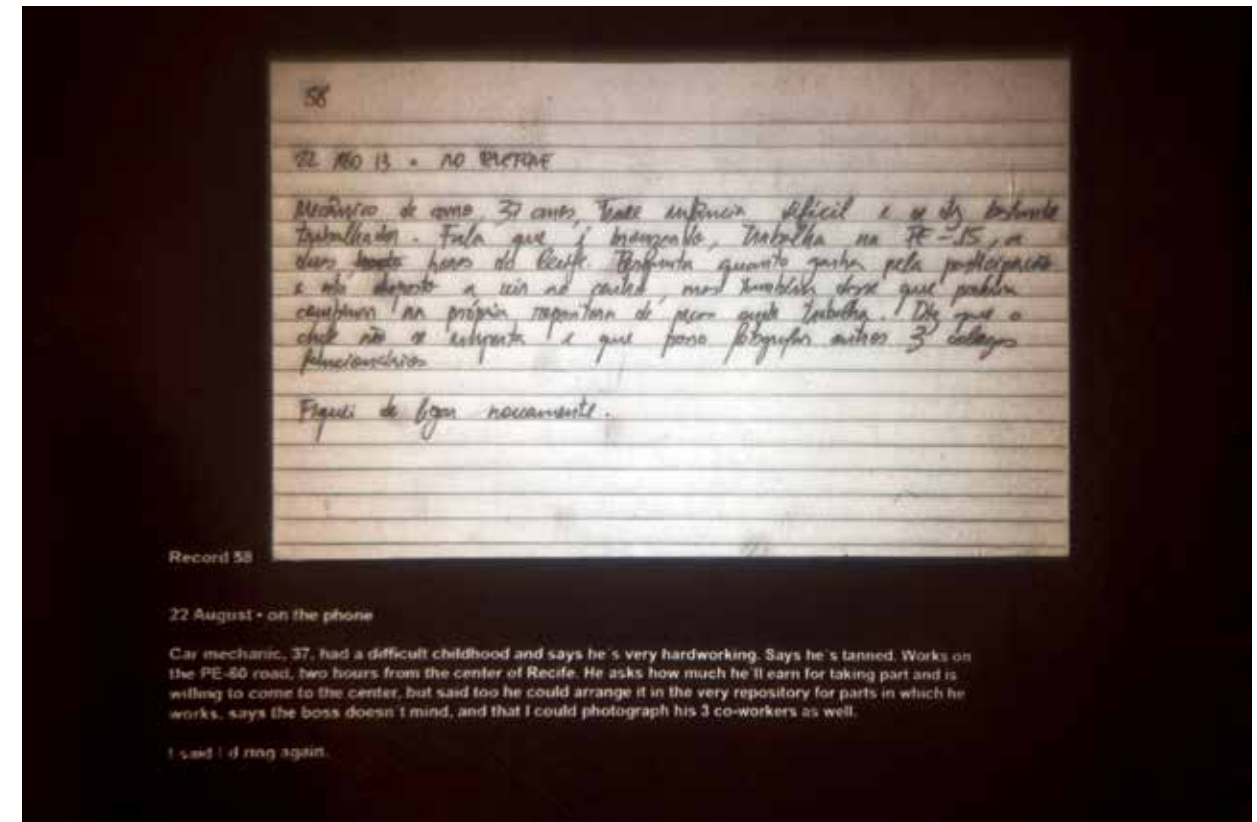 58
22 AGO 13 • NO TELEFONE
Mecânico de carro, 37 anos, Teve infância difícil e se diz bastante
trabalhador. Fala que é bronzeado, Trabalha na PE-15, a
duas horas do Recife. Pergunta quanto ganha pela participação
e está disposto a vir ao centro, mas também disse que podia
combinar na própria repartição de peças onde trabalha. Diz que o
chefe não se importa e que posso fotografar outros 3 colegas
funcionários
Fiquei de ligar novamente.
Record 58
22 August • on the phone
Car mechanic, 37, had a difficult childhood and says he's very hardworking. Says he's tanned. Works on
the PE-60 road, two hours from the center of Recife. He asks how much he'll earn for taking part and is
willing to come to the center, but said too he could arrange it in the very repository for parts in which he
works, says the boss doesn't mind, and that I could photograph his 3 co-workers as well.
I said I'd ring again.